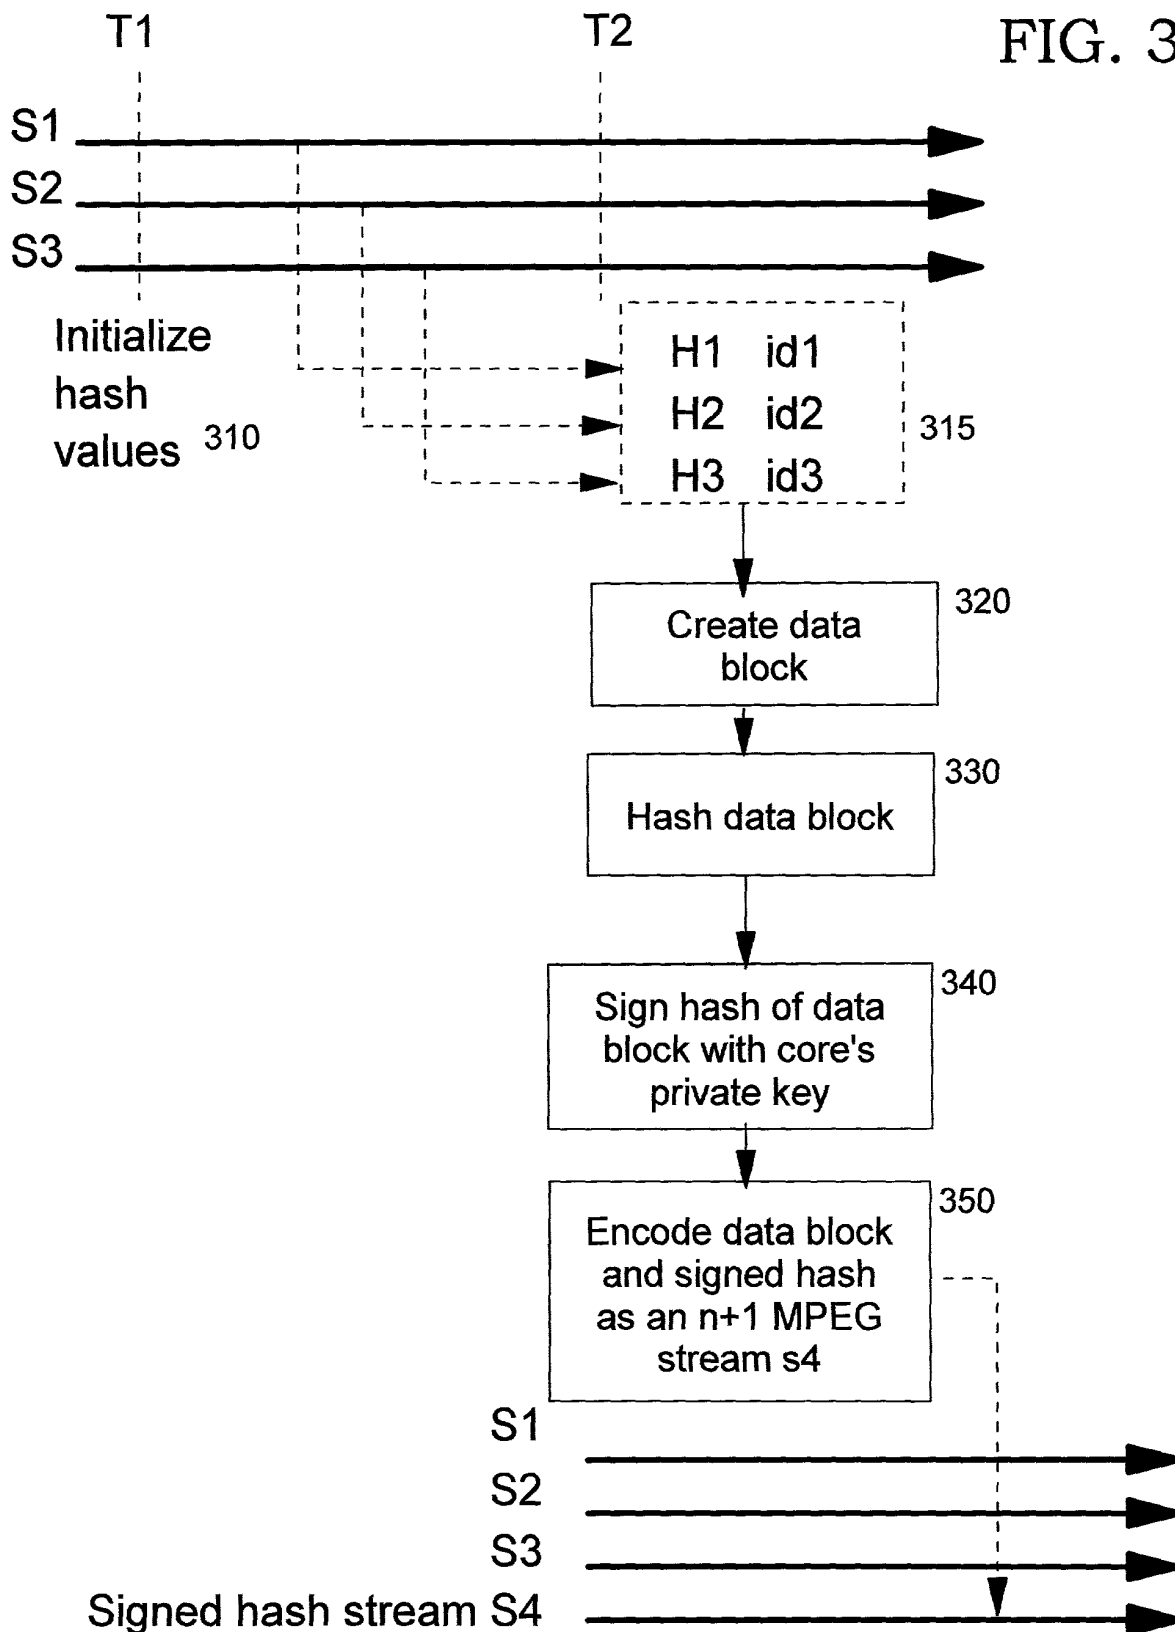 T1 T2 FIG. 3
S1
S2
S3
Initialize
hash
values 310
H1 id1
H2 id2
H3 id3
315
320
Create data
block
330
Hash data block
340
Sign hash of data
block with core's
private key
350
Encode data block
and signed hash
as an n+1 MPEG
stream s4
S1
S2
S3
Signed hash stream S4